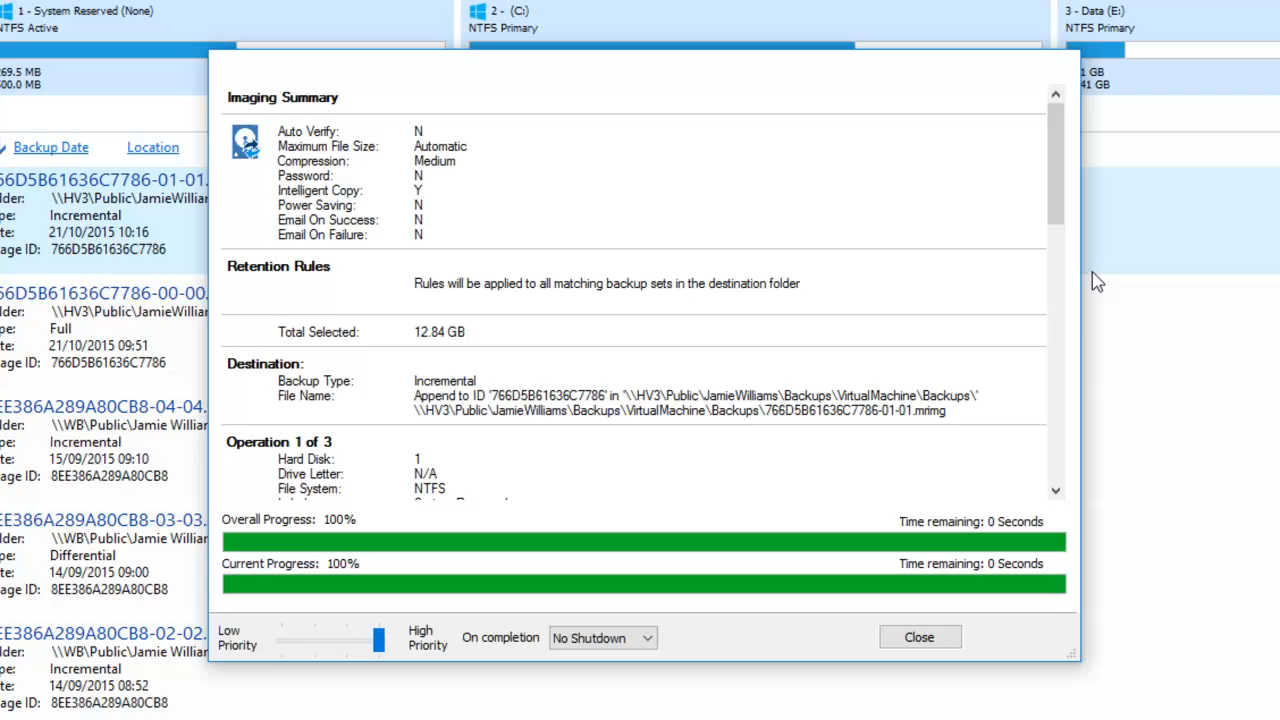 1 - System Reserved (None)
NTFS Active
2 - (C:)
NTFS Primary
3 - Data (E:)
NTFS Primary
269.5 MB
500.0 MB
1 GB
41 GB
Backup Date Location
66D5B61636C7786-01-01.
lder: \\HV3\Public\JamieWilliar
pe: Incremental
te: 21/10/2015 10:16
age ID: 766D5B61636C7786
66D5B61636C7786-00-00.
lder: \\HV3\Public\JamieWilliar
pe: Full
te: 21/10/2015 09:51
age ID: 766D5B61636C7786
EE386A289A80CB8-04-04.
lder: \\WB\Public\Jamie Williar
pe: Incremental
te: 15/09/2015 09:10
age ID: 8EE386A289A80CB8
EE386A289A80CB8-03-03.
lder: \\WB\Public\Jamie Williar
pe: Differential
te: 14/09/2015 09:00
age ID: 8EE386A289A80CB8
EE386A289A80CB8-02-02.
lder: \\WB\Public\Jamie Williar
pe: Incremental
te: 14/09/2015 08:52
age ID: 8EE386A289A80CB8
Imaging Summary
Auto Verify: N
Maximum File Size: Automatic
Compression: Medium
Password: N
Intelligent Copy: Y
Power Saving: N
Email On Success: N
Email On Failure: N
Retention Rules
Rules will be applied to all matching backup sets in the destination folder
Total Selected: 12.84 GB
Destination:
Backup Type: Incremental
File Name: Append to ID '766D5B61636C7786' in '\\HV3\Public\JamieWilliams\Backups\VirtualMachine\Backups\'
\\HV3\Public\JamieWilliams\Backups\VirtualMachine\Backups\766D5B61636C7786-01-01.mrimg
Operation 1 of 3
Hard Disk: 1
Drive Letter: N/A
File System: NTFS
Overall Progress: 100% Time remaining: 0 Seconds
Current Progress: 100% Time remaining: 0 Seconds
Low Priority
High Priority
On completion No Shutdown
Close